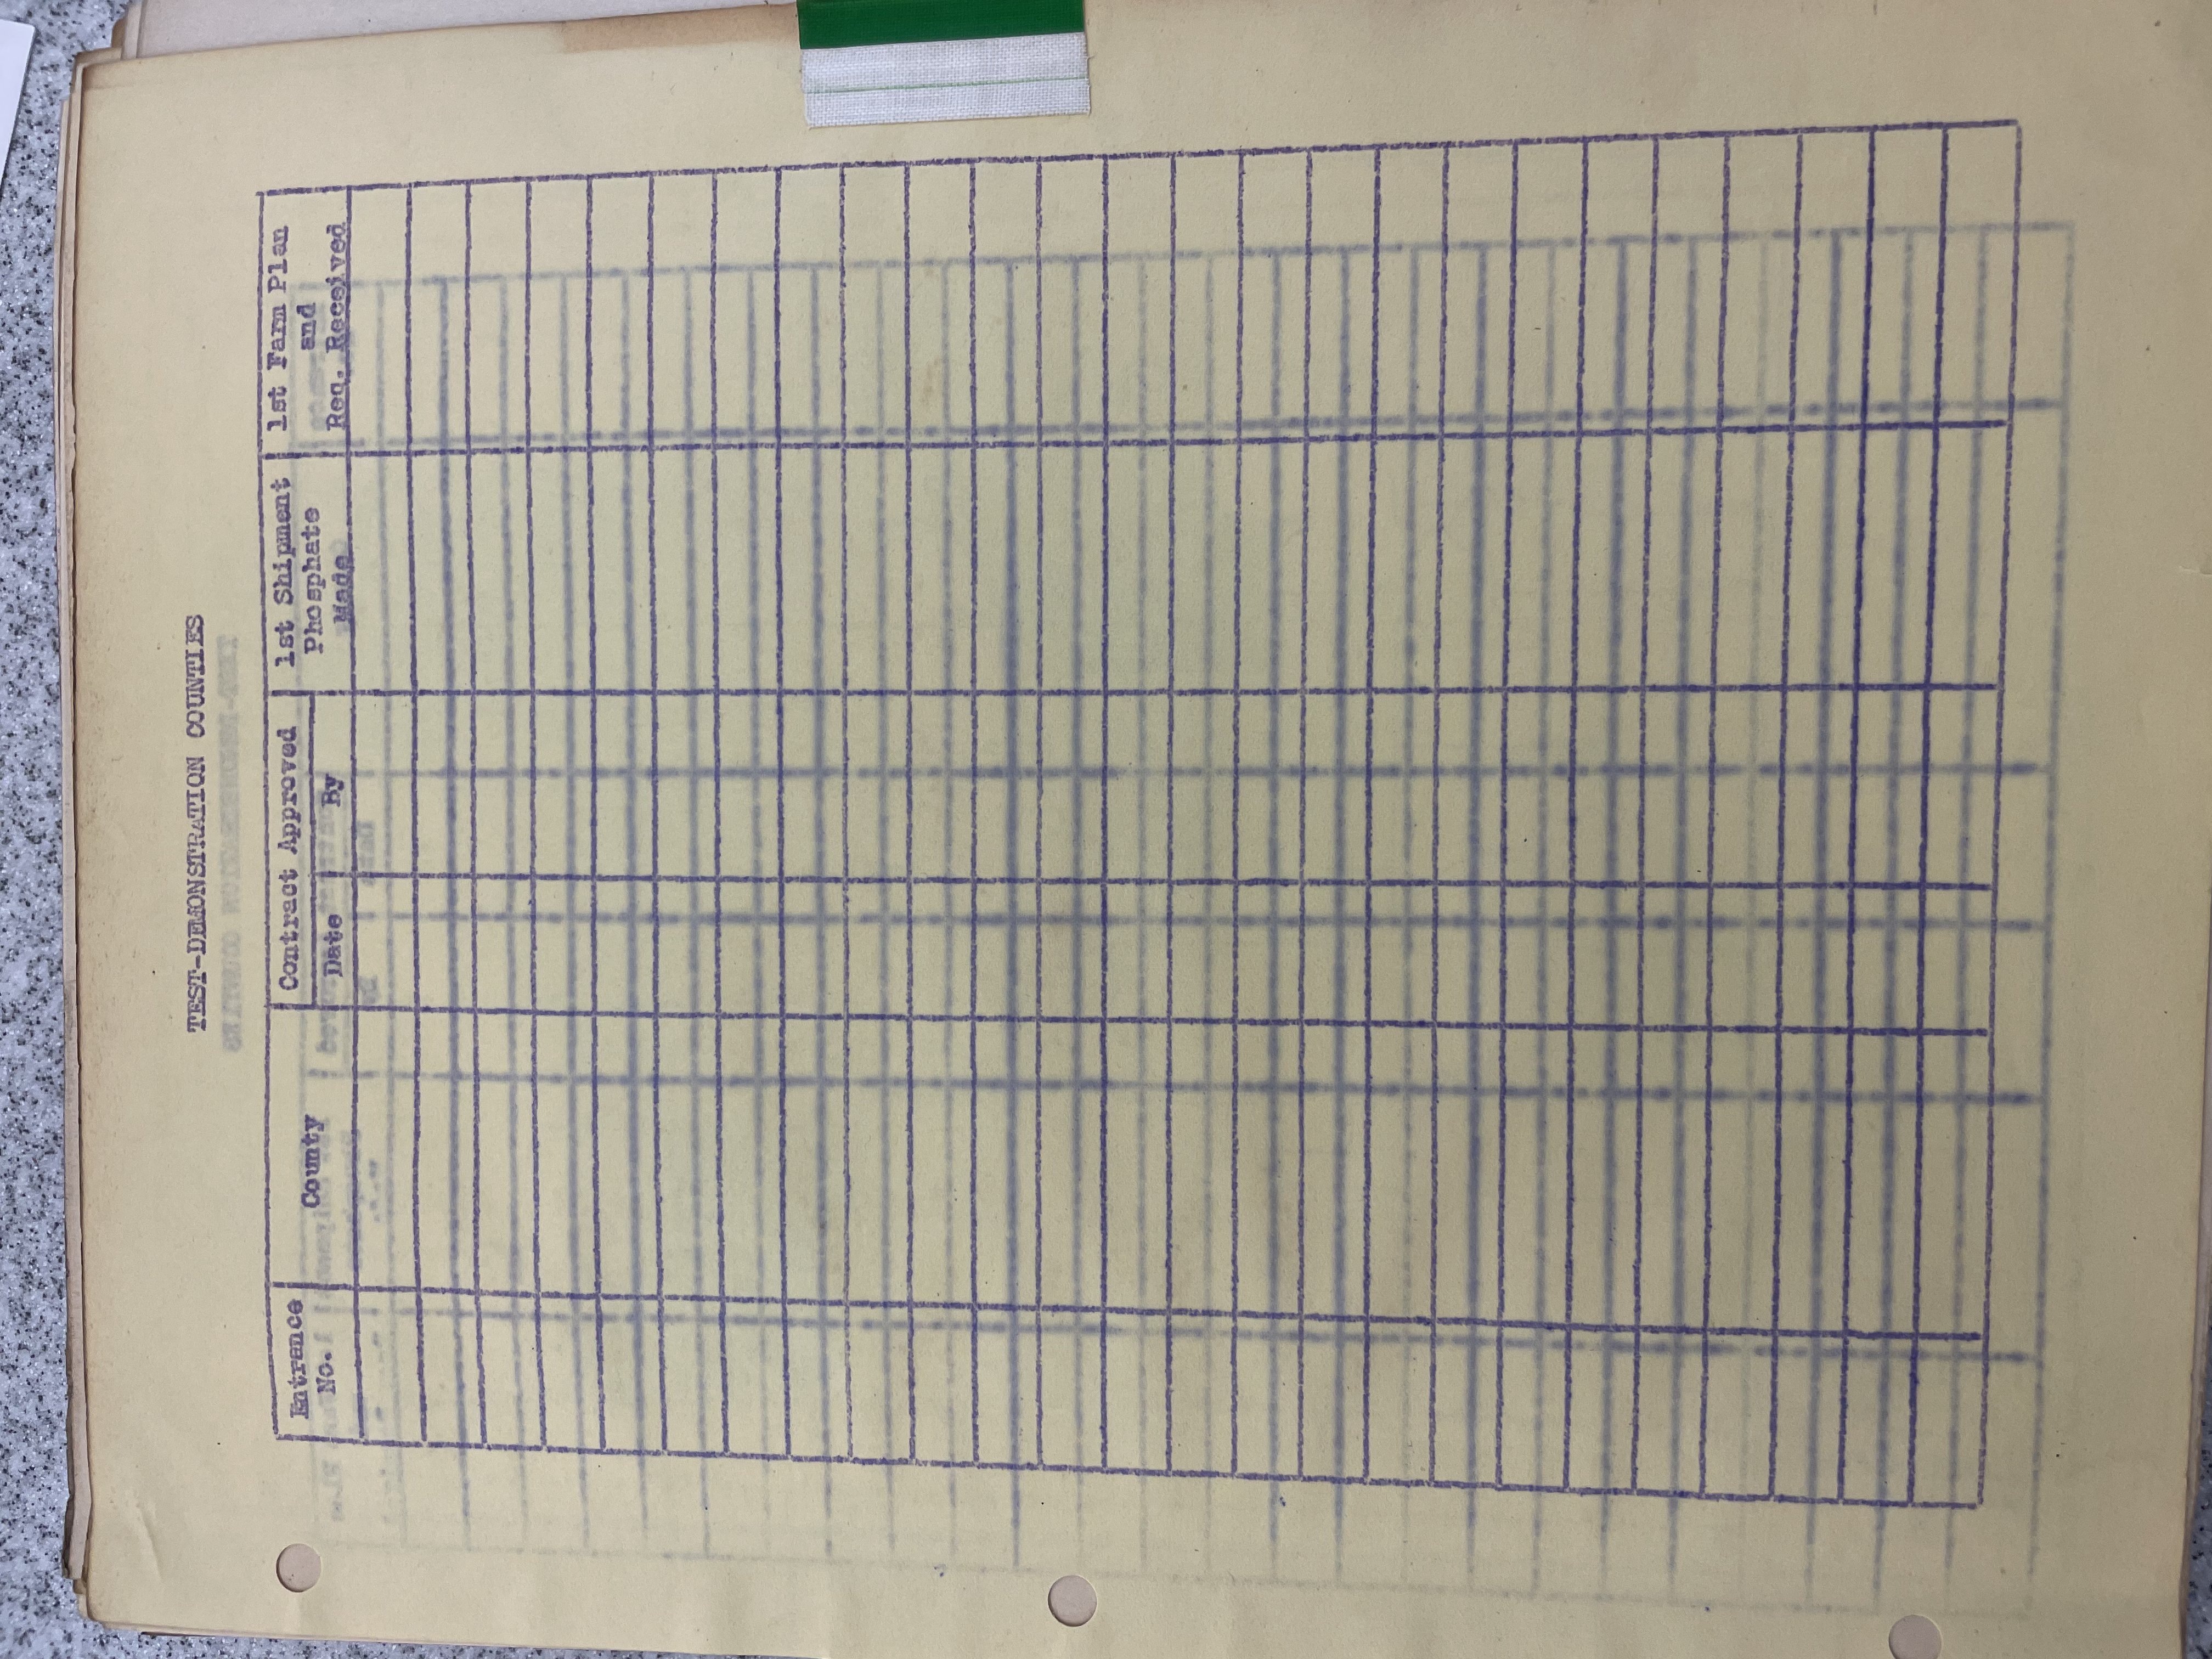 TEST-DEMONSTRATION COUNTIES
Entrance No.
County
Contract Approved
Date
By
1st Shipment
Phosphate
Made
1st Farm Plan
and
Req. Received